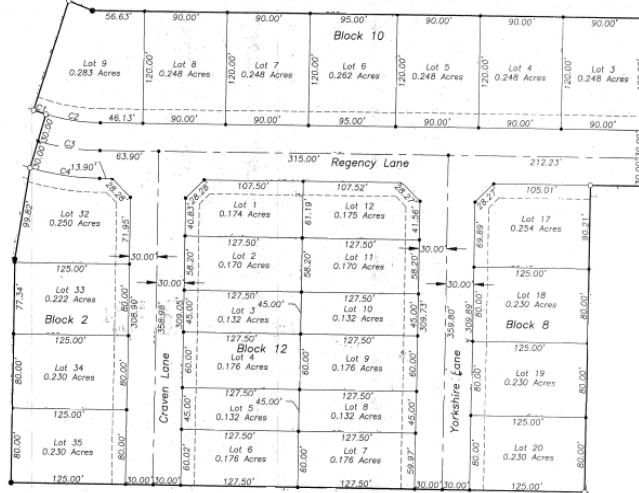 56.63' 90.00' 90.00' 95.00' 90.00' 90.00' 90.00'
Block 10
Lot 9
0.283 Acres
120.00'
Lot 8
0.248 Acres
120.00'
Lot 7
0.248 Acres
120.00'
Lot 6
0.262 Acres
120.00'
Lot 5
0.248 Acres
120.00'
Lot 4
0.248 Acres
120.00'
Lot 3
0.248 Acres
C1
C2
46.13' 90.00' 90.00' 95.00' 90.00' 90.00' 90.00'
30.00'
30.00'
C3
63.90' 315.00' Regency Lane 212.23'
C4 13.90'
28.28
28.28
107.50' 107.52'
28.27'
28.27
105.01'
99.82'
Lot 32
0.250 Acres
71.95'
40.83'
Lot 1
0.174 Acres
61.19'
Lot 12
0.175 Acres
41.56'
69.89'
Lot 17
0.254 Acres
90.21'
30.00'
30.00'
127.50' 127.50'
58.20'
Lot 2
0.170 Acres
58.20'
Lot 11
0.170 Acres
58.20'
30.00'
30.00'
125.00'
77.34'
Lot 33
0.222 Acres
80.00'
308.90'
358.98'
309.05'
127.50' 127.50'
45.00'
Lot 3
0.132 Acres
45.00'
Lot 10
0.132 Acres
45.00'
309.73'
359.80'
309.89'
125.00'
80.00'
Lot 18
0.230 Acres
80.00'
Block 2
Block 12
Block 8
127.50' 127.50'
60.00'
Lot 4
0.176 Acres
60.00'
Lot 9
0.176 Acres
60.00'
125.00'
80.00'
Lot 34
0.230 Acres
80.00'
Craven Lane
Yorkshire Lane
125.00'
80.00'
Lot 19
0.230 Acres
80.00'
127.50' 127.50'
45.00'
Lot 5
0.132 Acres
45.00'
Lot 8
0.132 Acres
45.00'
125.00'
80.00'
Lot 35
0.230 Acres
80.00'
127.50' 127.50'
60.02'
Lot 6
0.176 Acres
60.00'
Lot 7
0.176 Acres
59.97'
125.00'
80.00'
Lot 20
0.230 Acres
80.00'
125.00' 30.00' 30.00' 127.50' 127.50' 30.00' 30.00' 125.00'